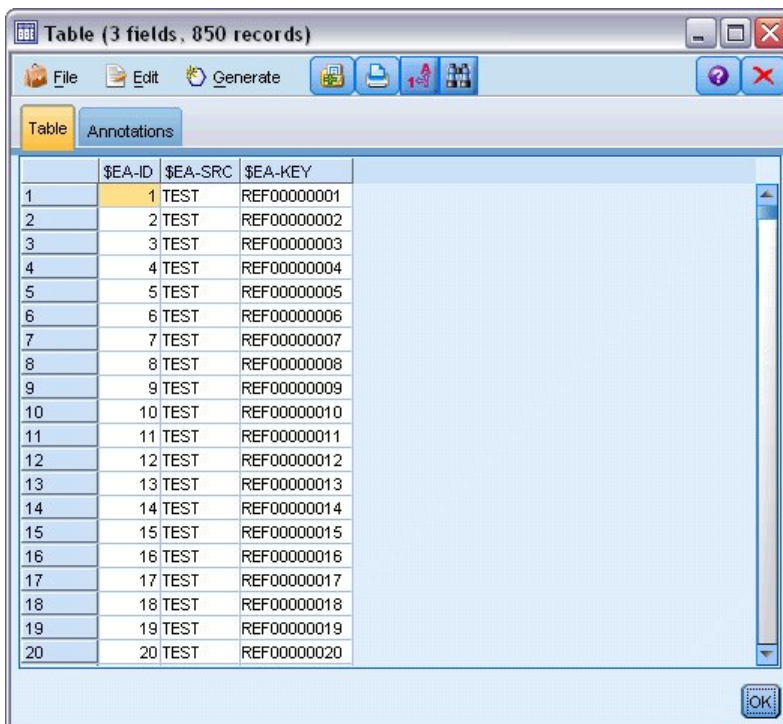 Table (3 fields, 850 records)
File Edit Generate
Table Annotations
$EA-ID $EA-SRC $EA-KEY
1 1 TEST REF00000001
2 2 TEST REF00000002
3 3 TEST REF00000003
4 4 TEST REF00000004
5 5 TEST REF00000005
6 6 TEST REF00000006
7 7 TEST REF00000007
8 8 TEST REF00000008
9 9 TEST REF00000009
10 10 TEST REF00000010
11 11 TEST REF00000011
12 12 TEST REF00000012
13 13 TEST REF00000013
14 14 TEST REF00000014
15 15 TEST REF00000015
16 16 TEST REF00000016
17 17 TEST REF00000017
18 18 TEST REF00000018
19 19 TEST REF00000019
20 20 TEST REF00000020
OK